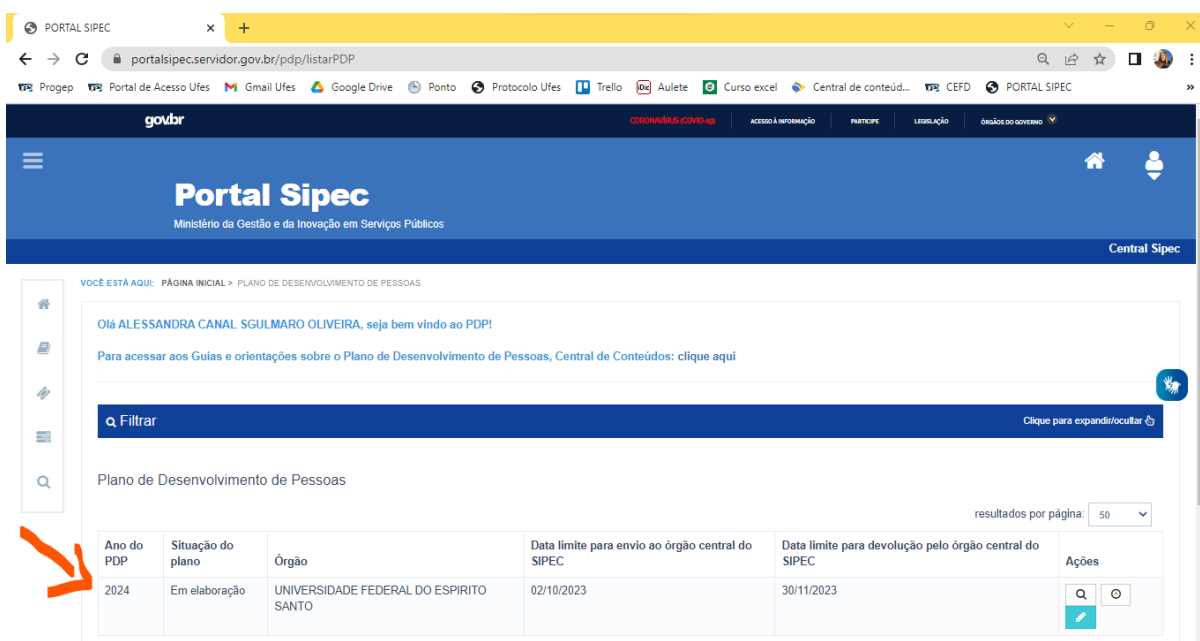 PORTAL SIPEC
portalsipec.servidor.gov.br/pdp/listarPDP
Progep Portal de Acesso Ufes Gmail Ufes Google Drive Ponto Protocolo Ufes Trello iDic Aulete Curso excel Central de conteúd... CEFD PORTAL SIPEC »
gov.br CORONAVÍRUS (COVID-19) ACESSO À INFORMAÇÃO PARTICIPE LEGISLAÇÃO ÓRGÃOS DO GOVERNO
Portal Sipec
Ministério da Gestão e da Inovação em Serviços Públicos
Central Sipec
VOCÊ ESTÁ AQUI: PÁGINA INICIAL > PLANO DE DESENVOLVIMENTO DE PESSOAS
Olá ALESSANDRA CANAL SGULMARO OLIVEIRA, seja bem vindo ao PDP!
Para acessar aos Guias e orientações sobre o Plano de Desenvolvimento de Pessoas, Central de Conteúdos: clique aqui
Filtrar Clique para expandir/ocultar
Plano de Desenvolvimento de Pessoas
resultados por página: 50
Ano do PDP Situação do plano Órgão Data limite para envio ao órgão central do SIPEC Data limite para devolução pelo órgão central do SIPEC Ações
2024 Em elaboração UNIVERSIDADE FEDERAL DO ESPIRITO SANTO 02/10/2023 30/11/2023